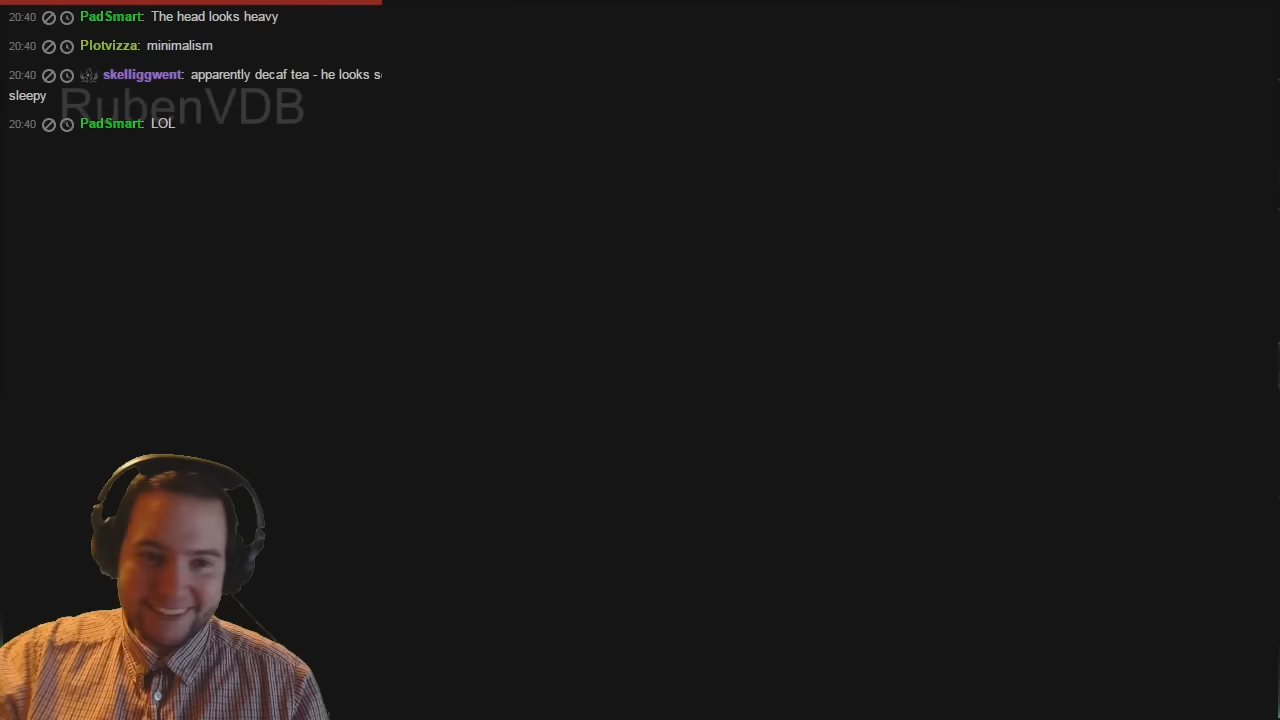 20:40 PadSmart: The head looks heavy
20:40 Plotvizza: minimalism
20:40 skelliggwent: apparently decaf tea - he looks s
sleepy
RubenVDB
20:40 PadSmart: LOL